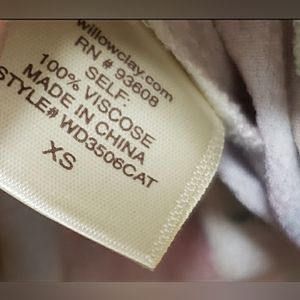 willowclay.com
RN # 93608
SELF:
100% VISCOSE
MADE IN CHINA
STYLE# WD3506CAT
XS